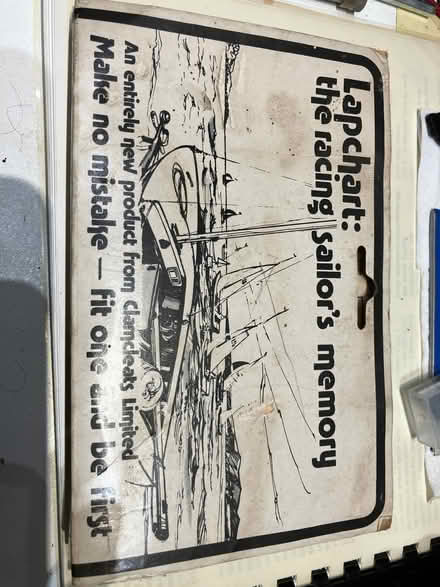 Lapchart:
the racing sailor's memory
An entirely new product from Clamcleats Limited
Make no mistake — fit one and be first